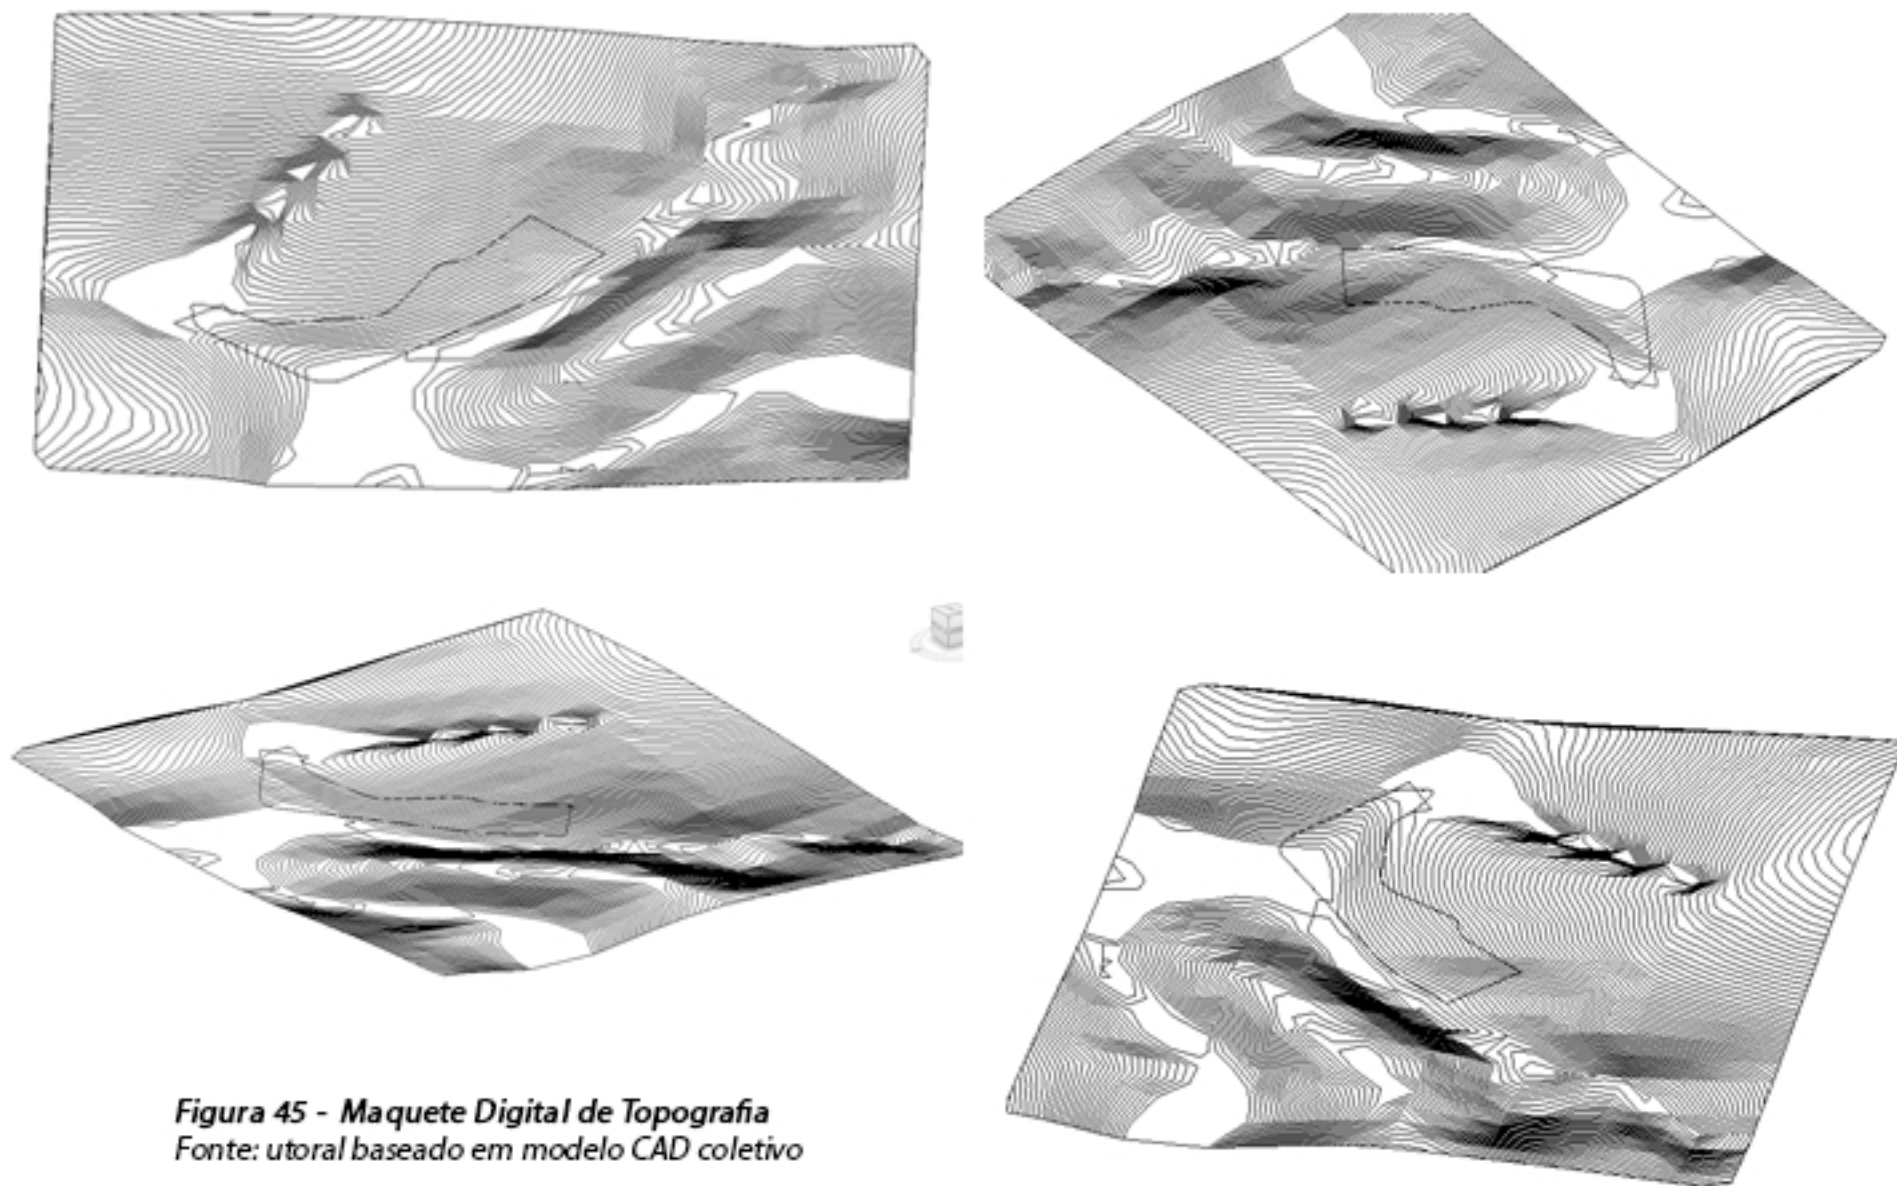 Figura 45 - Maquete Digital de Topografia
Fonte: utoral baseado em modelo CAD coletivo